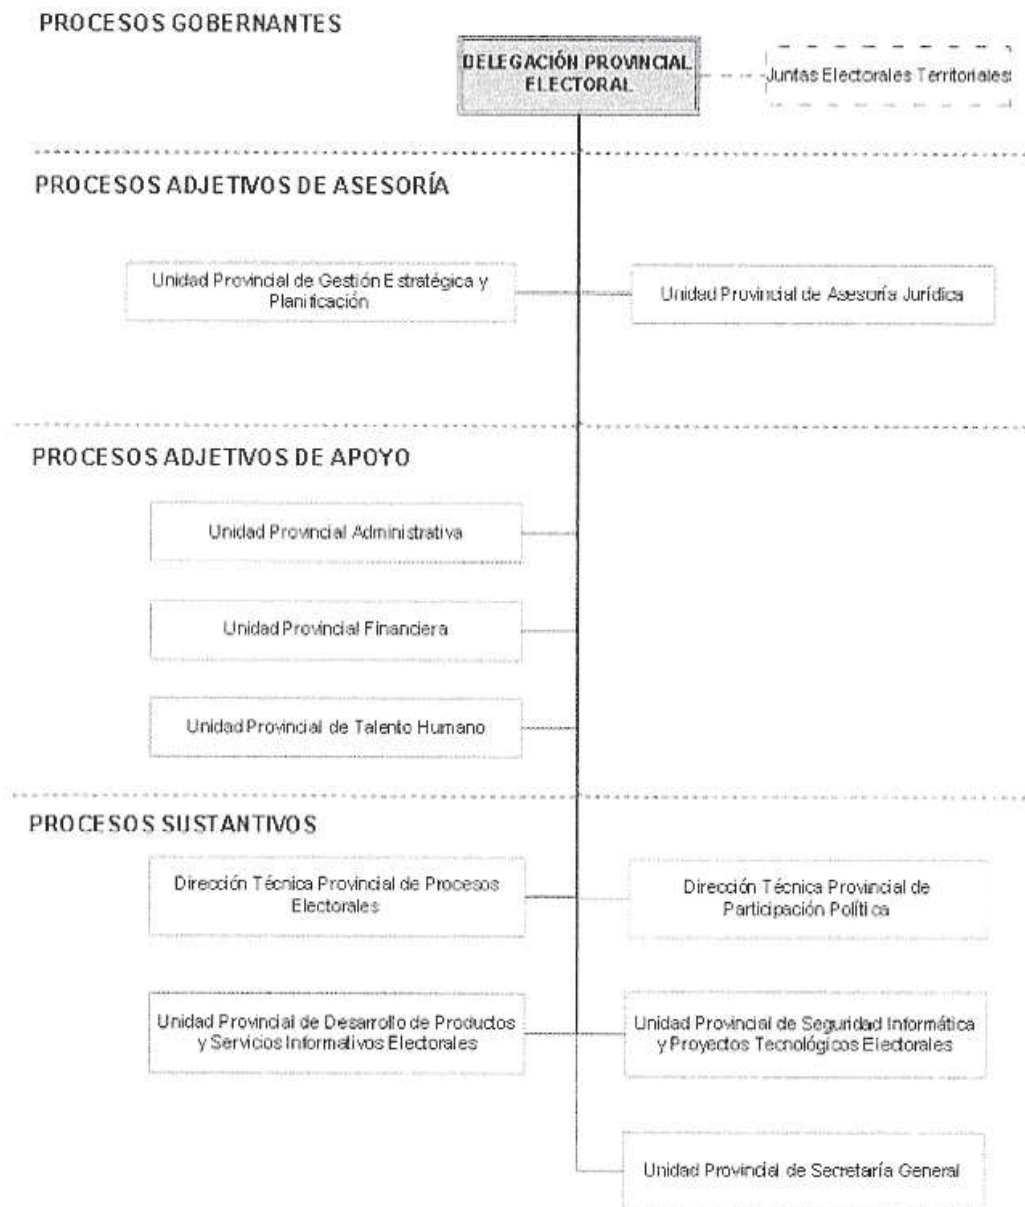 PROCESOS GOBERNANTES
DELEGACIÓN PROVINCIAL
ELECTORAL
Juntas Electorales Territoriales
PROCESOS ADJETIVOS DE ASESORÍA
Unidad Provincial de Gestión Estratégica y
Planificación
Unidad Provincial de Asesoría Jurídica
PROCESOS ADJETIVOS DE APOYO
Unidad Provincial Administrativa
Unidad Provincial Financiera
Unidad Provincial de Talento Humano
PROCESOS SUSTANTIVOS
Dirección Técnica Provincial de Procesos
Electorales
Dirección Técnica Provincial de
Participación Política
Unidad Provincial de Desarrollo de Productos
y Servicios Informativos Electorales
Unidad Provincial de Seguridad Informática
y Proyectos Tecnológicos Electorales
Unidad Provincial de Secretaría General